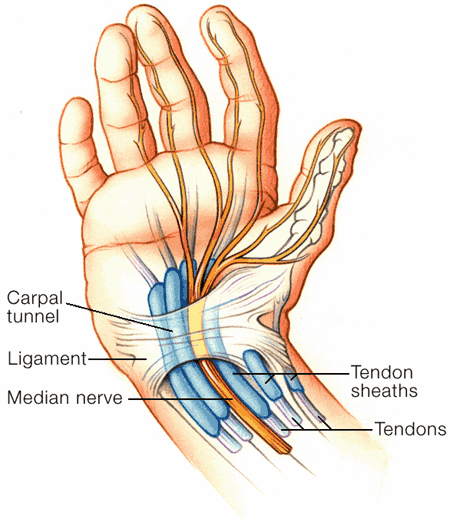 Carpal
tunnel
Ligament
Median nerve
Tendon
sheaths
Tendons